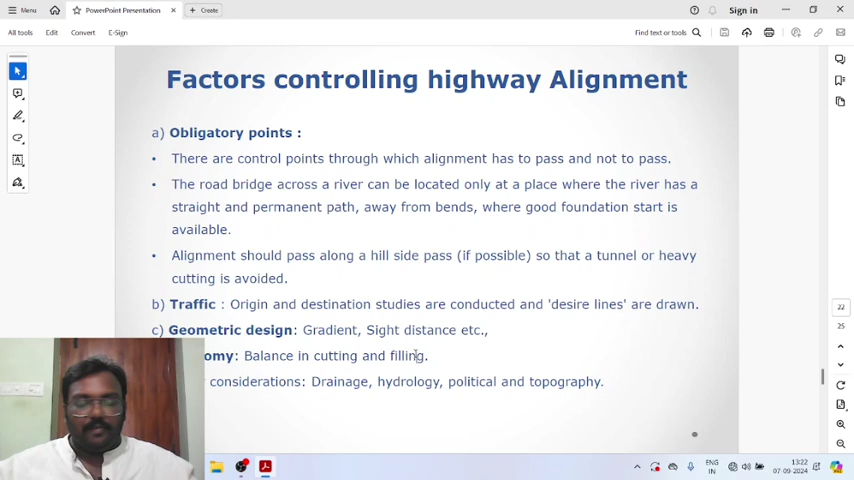 Menu
PowerPoint Presentation
Create
Sign in
All tools Edit Convert E-Sign
Find text or tools
Factors controlling highway Alignment
a) Obligatory points :
• There are control points through which alignment has to pass and not to pass.
• The road bridge across a river can be located only at a place where the river has a
straight and permanent path, away from bends, where good foundation start is
available.
• Alignment should pass along a hill side pass (if possible) so that a tunnel or heavy
cutting is avoided.
b) Traffic : Origin and destination studies are conducted and 'desire lines' are drawn.
c) Geometric design: Gradient, Sight distance etc.,
omy: Balance in cutting and filling.
considerations: Drainage, hydrology, political and topography.
22
25
ENG
IN
13:22
07-09-2024